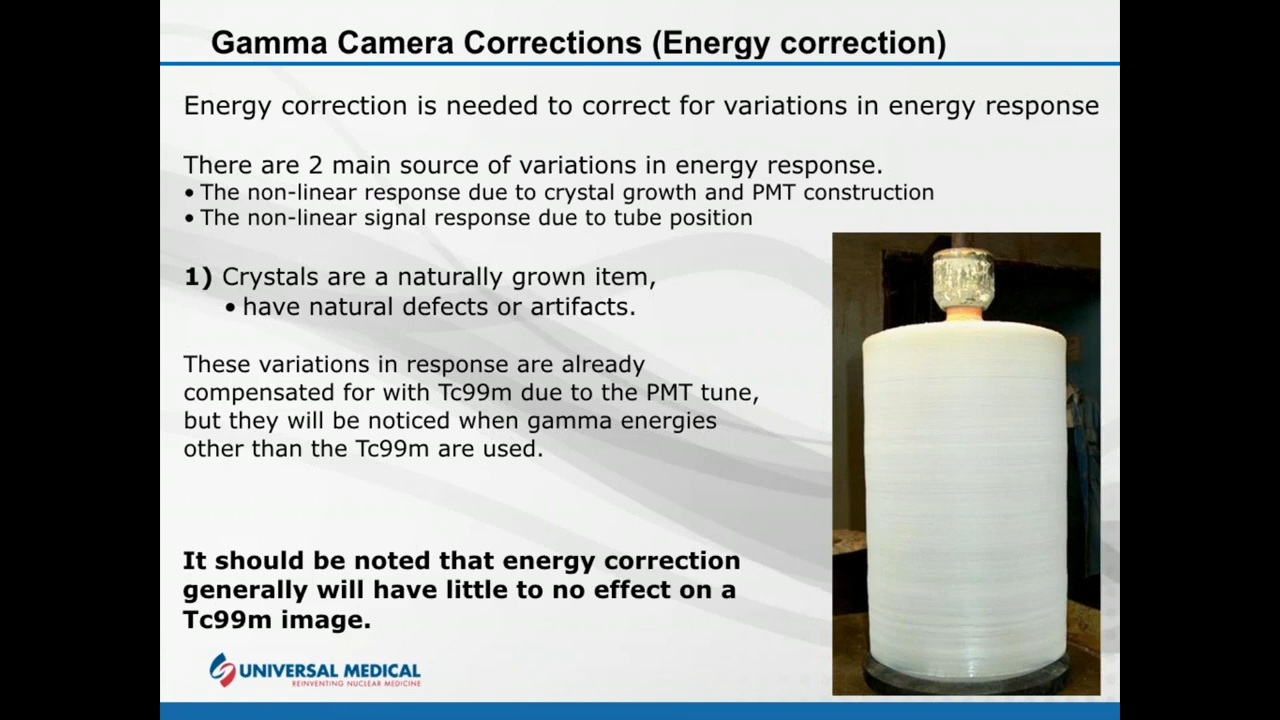 Gamma Camera Corrections (Energy correction)
Energy correction is needed to correct for variations in energy response
There are 2 main source of variations in energy response.
• The non-linear response due to crystal growth and PMT construction
• The non-linear signal response due to tube position
1) Crystals are a naturally grown item,
• have natural defects or artifacts.
These variations in response are already
compensated for with Tc99m due to the PMT tune,
but they will be noticed when gamma energies
other than the Tc99m are used.
It should be noted that energy correction
generally will have little to no effect on a
Tc99m image.
UNIVERSAL MEDICAL
REINVENTING NUCLEAR MEDICINE